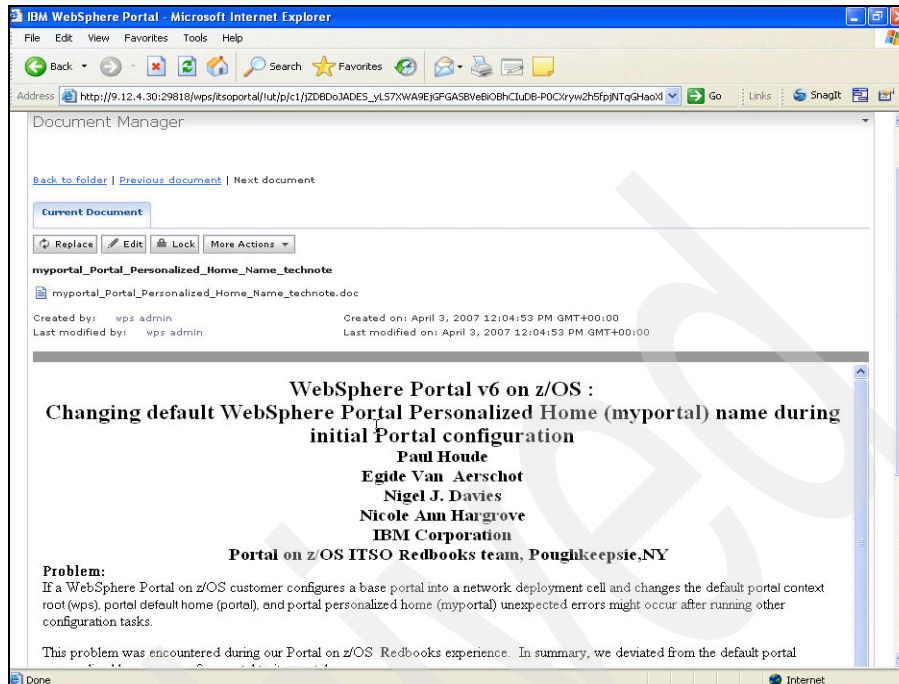 IBM WebSphere Portal - Microsoft Internet Explorer
File Edit View Favorites Tools Help
Back Search Favorites
Address http://9.12.4.30:29818/wps/itsoportal/!ut/p/c1/ Go Links SnagIt
Document Manager
Back to folder | Previous document | Next document
Current Document
Replace Edit Lock More Actions
myportal_Portal_Personalized_Home_Name_technote
myportal_Portal_Personalized_Home_Name_technote.doc
Created by: wps admin Created on: April 3, 2007 12:04:53 PM GMT+00:00
Last modified by: wps admin Last modified on: April 3, 2007 12:04:53 PM GMT+00:00
WebSphere Portal v6 on z/OS :
Changing default WebSphere Portal Personalized Home (myportal) name during
initial Portal configuration
Paul Houde
Egide Van Aerschot
Nigel J. Davies
Nicole Ann Hargrove
IBM Corporation
Portal on z/OS ITSO Redbooks team, Poughkeepsie,NY
Problem:
If a WebSphere Portal on z/OS customer configures a base portal into a network deployment cell and changes the default portal context
root (wps), portal default home (portal), and portal personalized home (myportal) unexpected errors might occur after running other
configuration tasks.
This problem was encountered during our Portal on z/OS Redbooks experience. In summary, we deviated from the default portal
Done Internet